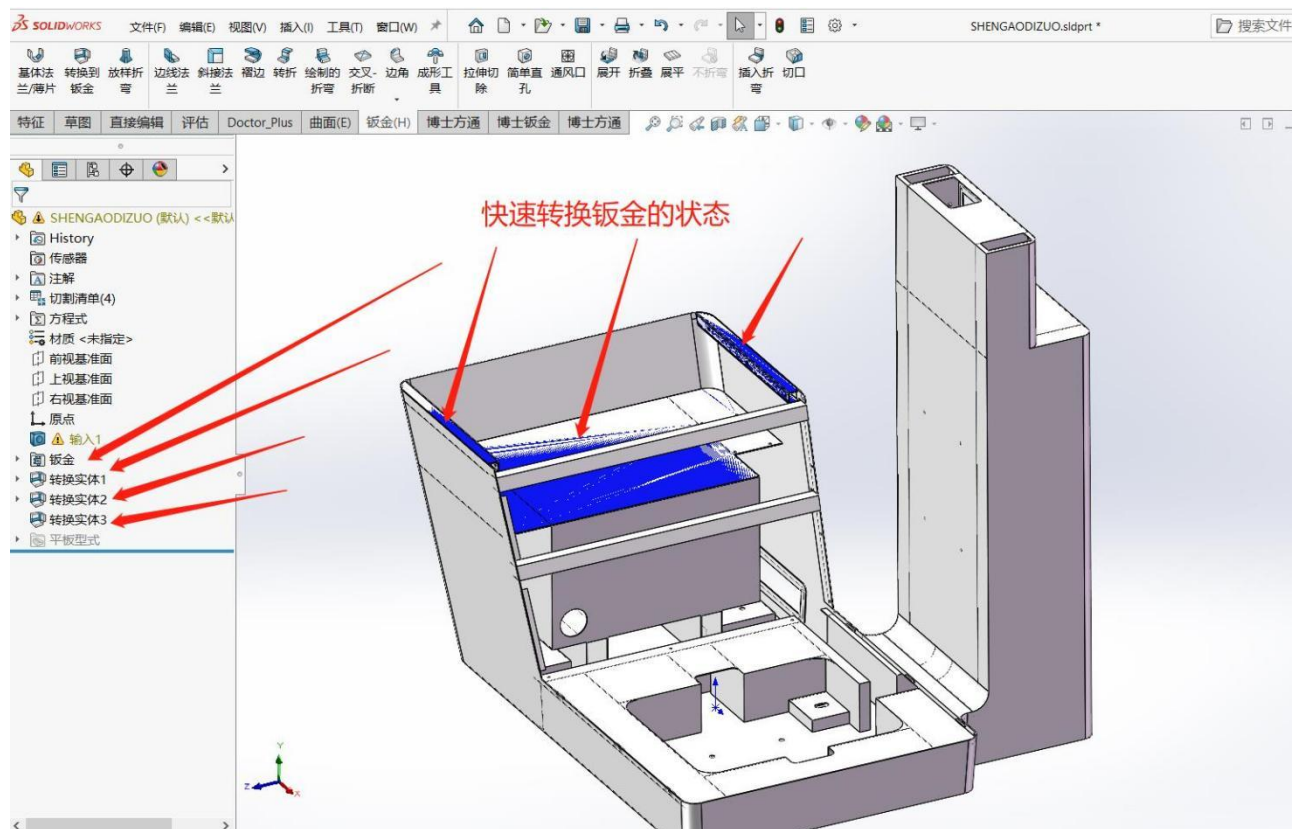 SOLIDWORKS 文件(F) 编辑(E) 视图(V) 插入(I) 工具(T) 窗口(W) SHENGAODIZUO.sldprt * 搜索文件
基体法兰/薄片 转换到钣金 放样折弯 边线法兰 斜接法兰 褶边 转折 绘制的折弯 交叉-折断 边角 成形工具 拉伸切除 简单直孔 通风口 展开 折叠 展平 不折弯 插入折弯 切口
特征 草图 直接编辑 评估 Doctor_Plus 曲面(E) 钣金(H) 博士方通 博士钣金 博士方通
快速转换钣金的状态
SHENGAODIZUO (默认) <<默认
History
传感器
注解
切割清单(4)
方程式
材质 <未指定>
前视基准面
上视基准面
右视基准面
原点
输入1
钣金
转换实体1
转换实体2
转换实体3
平板型式
Y
Z
X